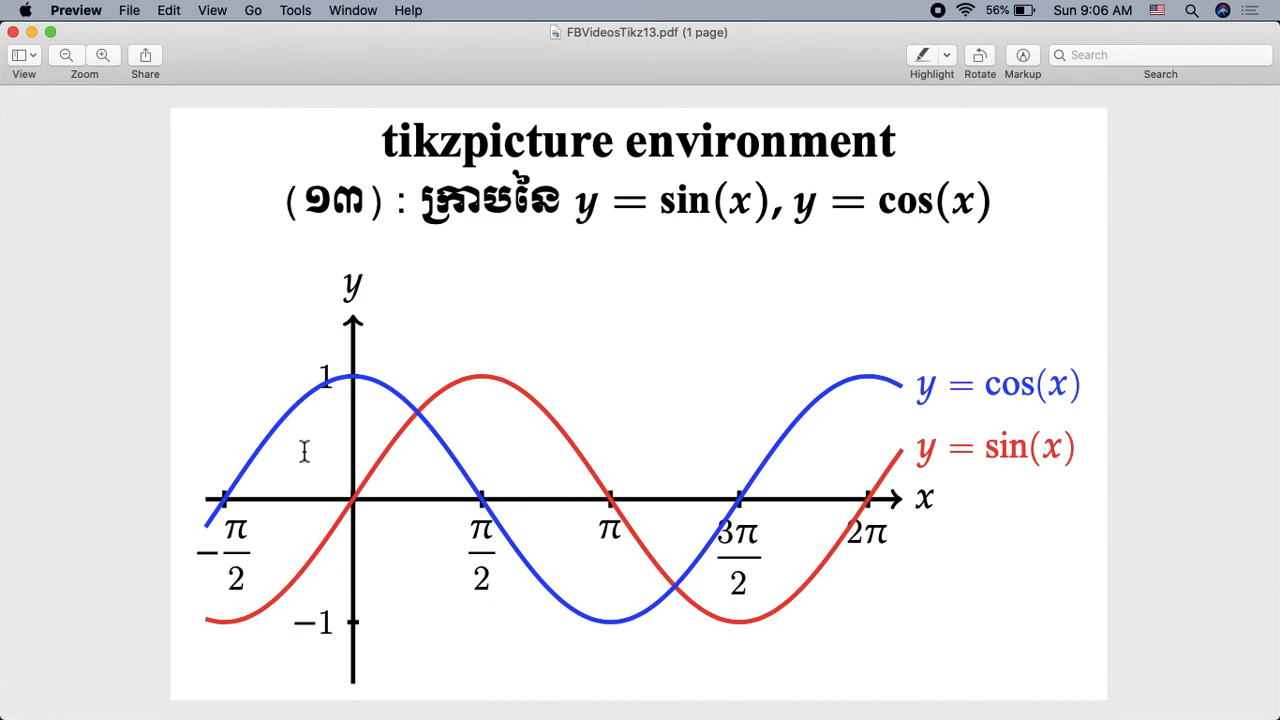 Preview File Edit View Go Tools Window Help 56% Sun 9:06 AM
FBVideosTikz13.pdf (1 page)
Search
View Zoom Share Highlight Rotate Markup Search
tikzpicture environment
(១៣) : ក្រាបនៃ y = sin(x), y = cos(x)
y
1
y = cos(x)
y = sin(x)
x
−π/2 π/2 π 3π/2 2π
−1